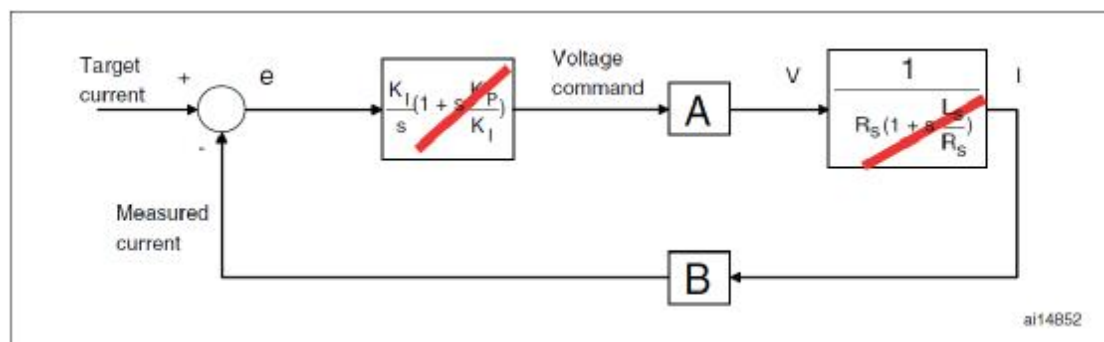 Target
current
+
e
-
K_I/s(1 + s K_P/K_I)
Voltage
command
A
V
1
R_s(1 + s L_s/R_s)
I
Measured
current
B
ai14852